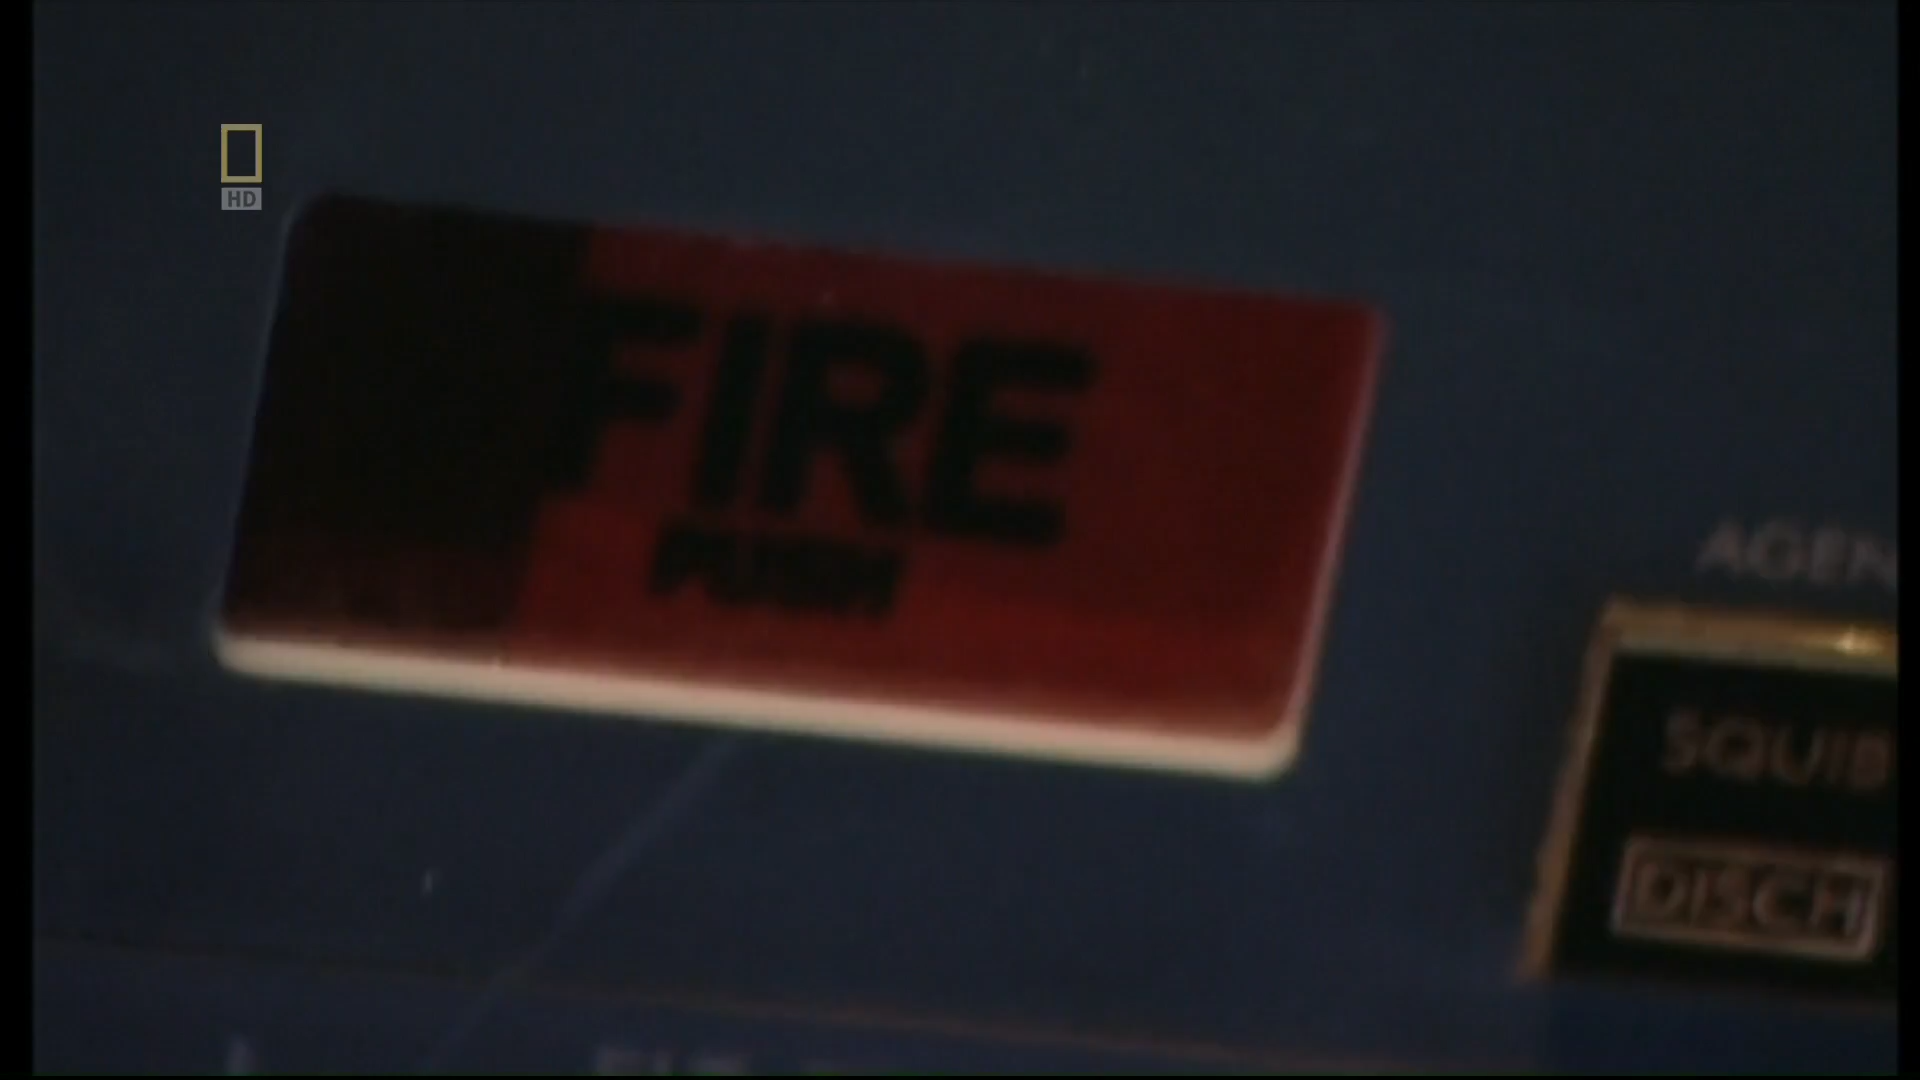 HD
FIRE
PUSH
AGEN
SQUIB
DISCH